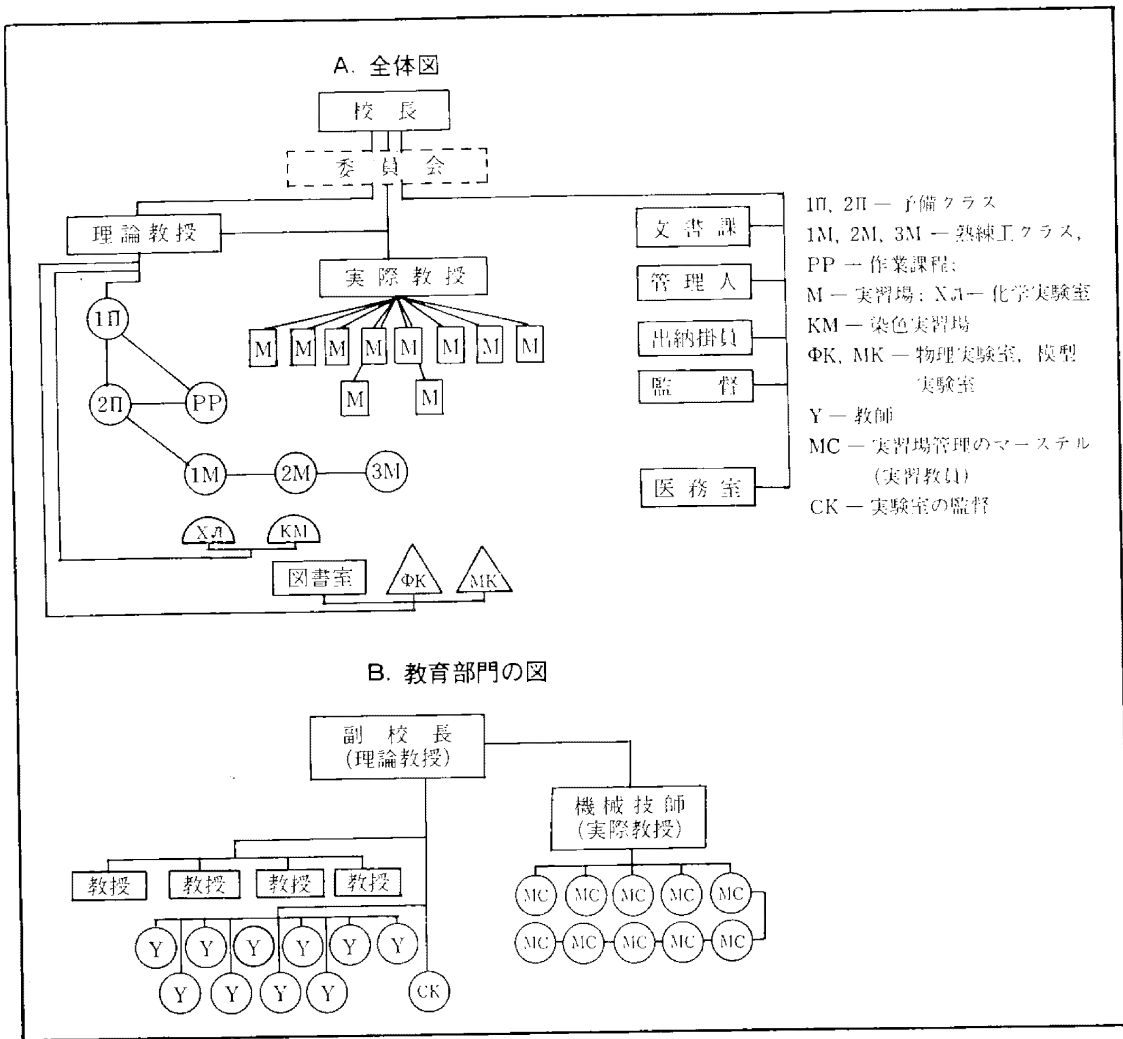 A. 全体図
校長
委員会
理論教授
実際教授
文書課
管理人
出納掛員
監督
医務室
1П
2П
PP
M M M M M M M M
M M
1M 2M 3M
Xл KM
図書室 ΦK MK
1П, 2П — 予備クラス
1M, 2M, 3M — 熟練工クラス,
PP — 作業課程;
M — 実習場; Xл — 化学実験室
KM — 染色実習場
ΦK, MK — 物理実験室, 模型
実験室
Y — 教師
MC — 実習場管理のマーステル
(実習教員)
CK — 実験室の監督
B. 教育部門の図
副校長
(理論教授)
機械技師
(実際教授)
教授 教授 教授 教授
Y Y Y Y Y Y
Y Y Y Y
CK
MC MC MC MC MC
MC MC MC MC MC